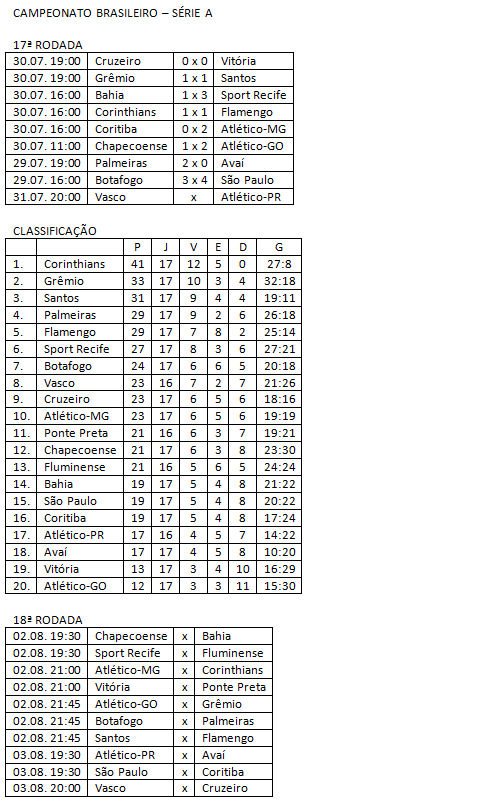 CAMPEONATO BRASILEIRO – SÉRIE A
17ª RODADA
30.07. 19:00 Cruzeiro 0 x 0 Vitória
30.07. 19:00 Grêmio 1 x 1 Santos
30.07. 16:00 Bahia 1 x 3 Sport Recife
30.07. 16:00 Corinthians 1 x 1 Flamengo
30.07. 16:00 Coritiba 0 x 2 Atlético-MG
30.07. 11:00 Chapecoense 1 x 2 Atlético-GO
29.07. 19:00 Palmeiras 2 x 0 Avaí
29.07. 16:00 Botafogo 3 x 4 São Paulo
31.07. 20:00 Vasco x Atlético-PR
CLASSIFICAÇÃO
P J V E D G
1. Corinthians 41 17 12 5 0 27:8
2. Grêmio 33 17 10 3 4 32:18
3. Santos 31 17 9 4 4 19:11
4. Palmeiras 29 17 9 2 6 26:18
5. Flamengo 29 17 7 8 2 25:14
6. Sport Recife 27 17 8 3 6 27:21
7. Botafogo 24 17 6 6 5 20:18
8. Vasco 23 16 7 2 7 21:26
9. Cruzeiro 23 17 6 5 6 18:16
10. Atlético-MG 23 17 6 5 6 19:19
11. Ponte Preta 21 16 6 3 7 19:21
12. Chapecoense 21 17 6 3 8 23:30
13. Fluminense 21 16 5 6 5 24:24
14. Bahia 19 17 5 4 8 21:22
15. São Paulo 19 17 5 4 8 20:22
16. Coritiba 19 17 5 4 8 17:24
17. Atlético-PR 17 16 4 5 7 14:22
18. Avaí 17 17 4 5 8 10:20
19. Vitória 13 17 3 4 10 16:29
20. Atlético-GO 12 17 3 3 11 15:30
18ª RODADA
02.08. 19:30 Chapecoense x Bahia
02.08. 19:30 Sport Recife x Fluminense
02.08. 21:00 Atlético-MG x Corinthians
02.08. 21:00 Vitória x Ponte Preta
02.08. 21:45 Atlético-GO x Grêmio
02.08. 21:45 Botafogo x Palmeiras
02.08. 21:45 Santos x Flamengo
03.08. 19:30 Atlético-PR x Avaí
03.08. 19:30 São Paulo x Coritiba
03.08. 20:00 Vasco x Cruzeiro